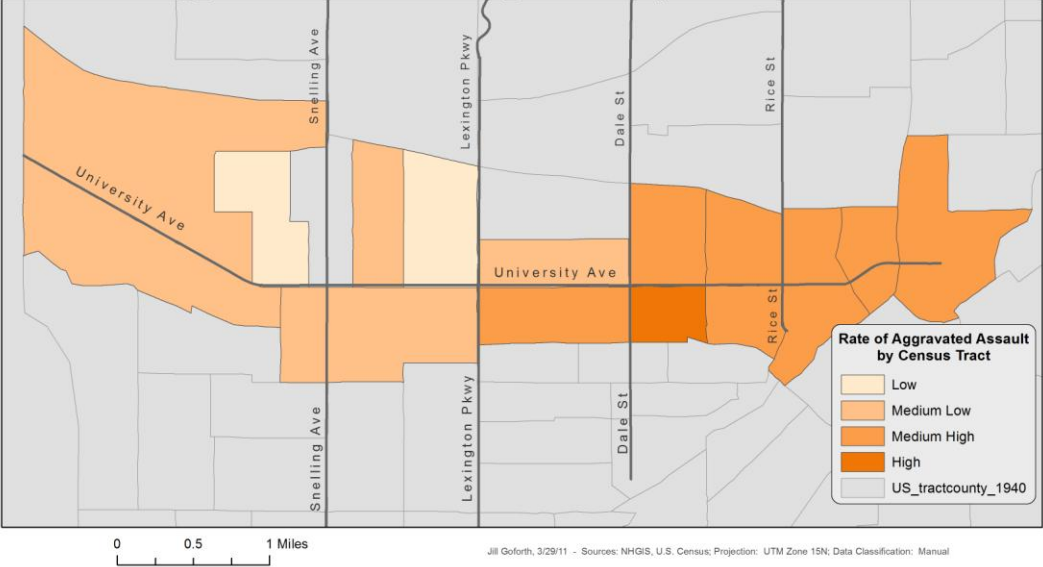 Snelling Ave
Lexington Pkwy
Dale St
Rice St
University Ave
University Ave
Rice St
Snelling Ave
Lexington Pkwy
Dale St
Rate of Aggravated Assault
by Census Tract
Low
Medium Low
Medium High
High
US_tractcounty_1940
0 0.5 1 Miles
Jill Goforth, 3/29/11 - Sources: NHGIS, U.S. Census; Projection: UTM Zone 15N; Data Classification: Manual